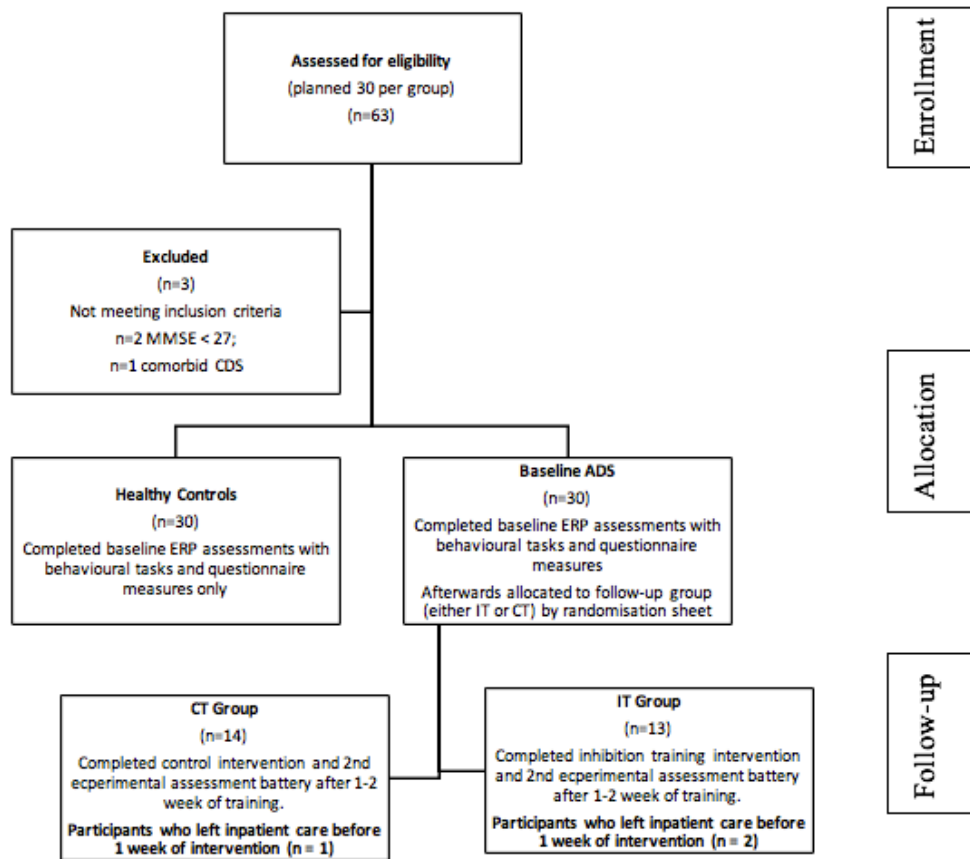 Assessed for eligibility
(planned 30 per group)
(n=63)
Enrollment
Excluded
(n=3)
Not meeting inclusion criteria
n=2 MMSE < 27;
n=1 comorbid CDS
Allocation
Healthy Controls
(n=30)
Completed baseline ERP assessments with
behavioural tasks and questionnaire
measures only
Baseline ADS
(n=30)
Completed baseline ERP assessments with
behavioural tasks and questionnaire
measures
Afterwards allocated to follow-up group
(either IT or CT) by randomisation sheet
CT Group
(n=14)
Completed control intervention and 2nd
ecperimental assessment battery after 1-2
week of training.
Participants who left inpatient care before
1 week of intervention (n = 1)
IT Group
(n=13)
Completed inhibition training intervention
and 2nd ecperimental assessment battery
after 1-2 week of training.
Participants who left inpatient care before
1 week of intervention (n = 2)
Follow-up